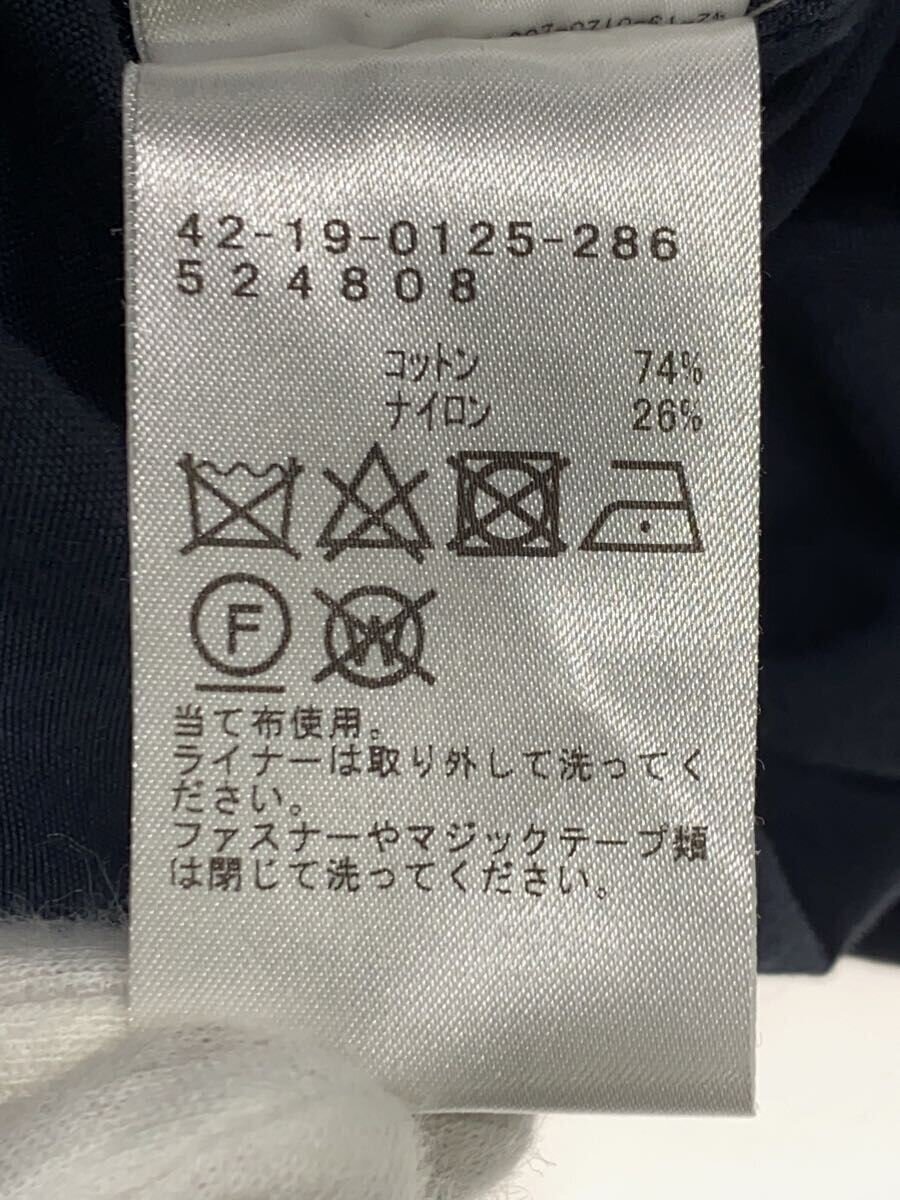 42-19-0125-286
524808
コットン 74%
ナイロン 26%
F W
当て布使用。
ライナーは取り外して洗ってく
ださい。
ファスナーやマジックテープ類
は閉じて洗ってください。